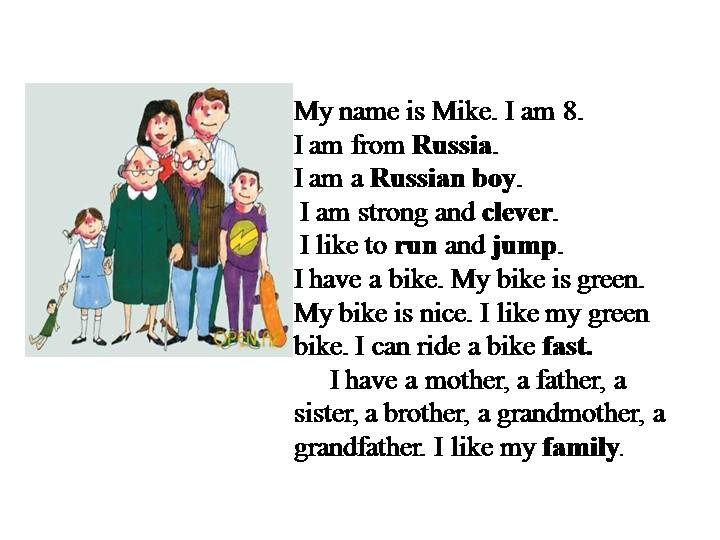 My name is Mike. I am 8.
I am from Russia.
I am a Russian boy.
I am strong and clever.
I like to run and jump.
I have a bike. My bike is green.
My bike is nice. I like my green
bike. I can ride a bike fast.
I have a mother, a father, a
sister, a brother, a grandmother, a
grandfather. I like my family.